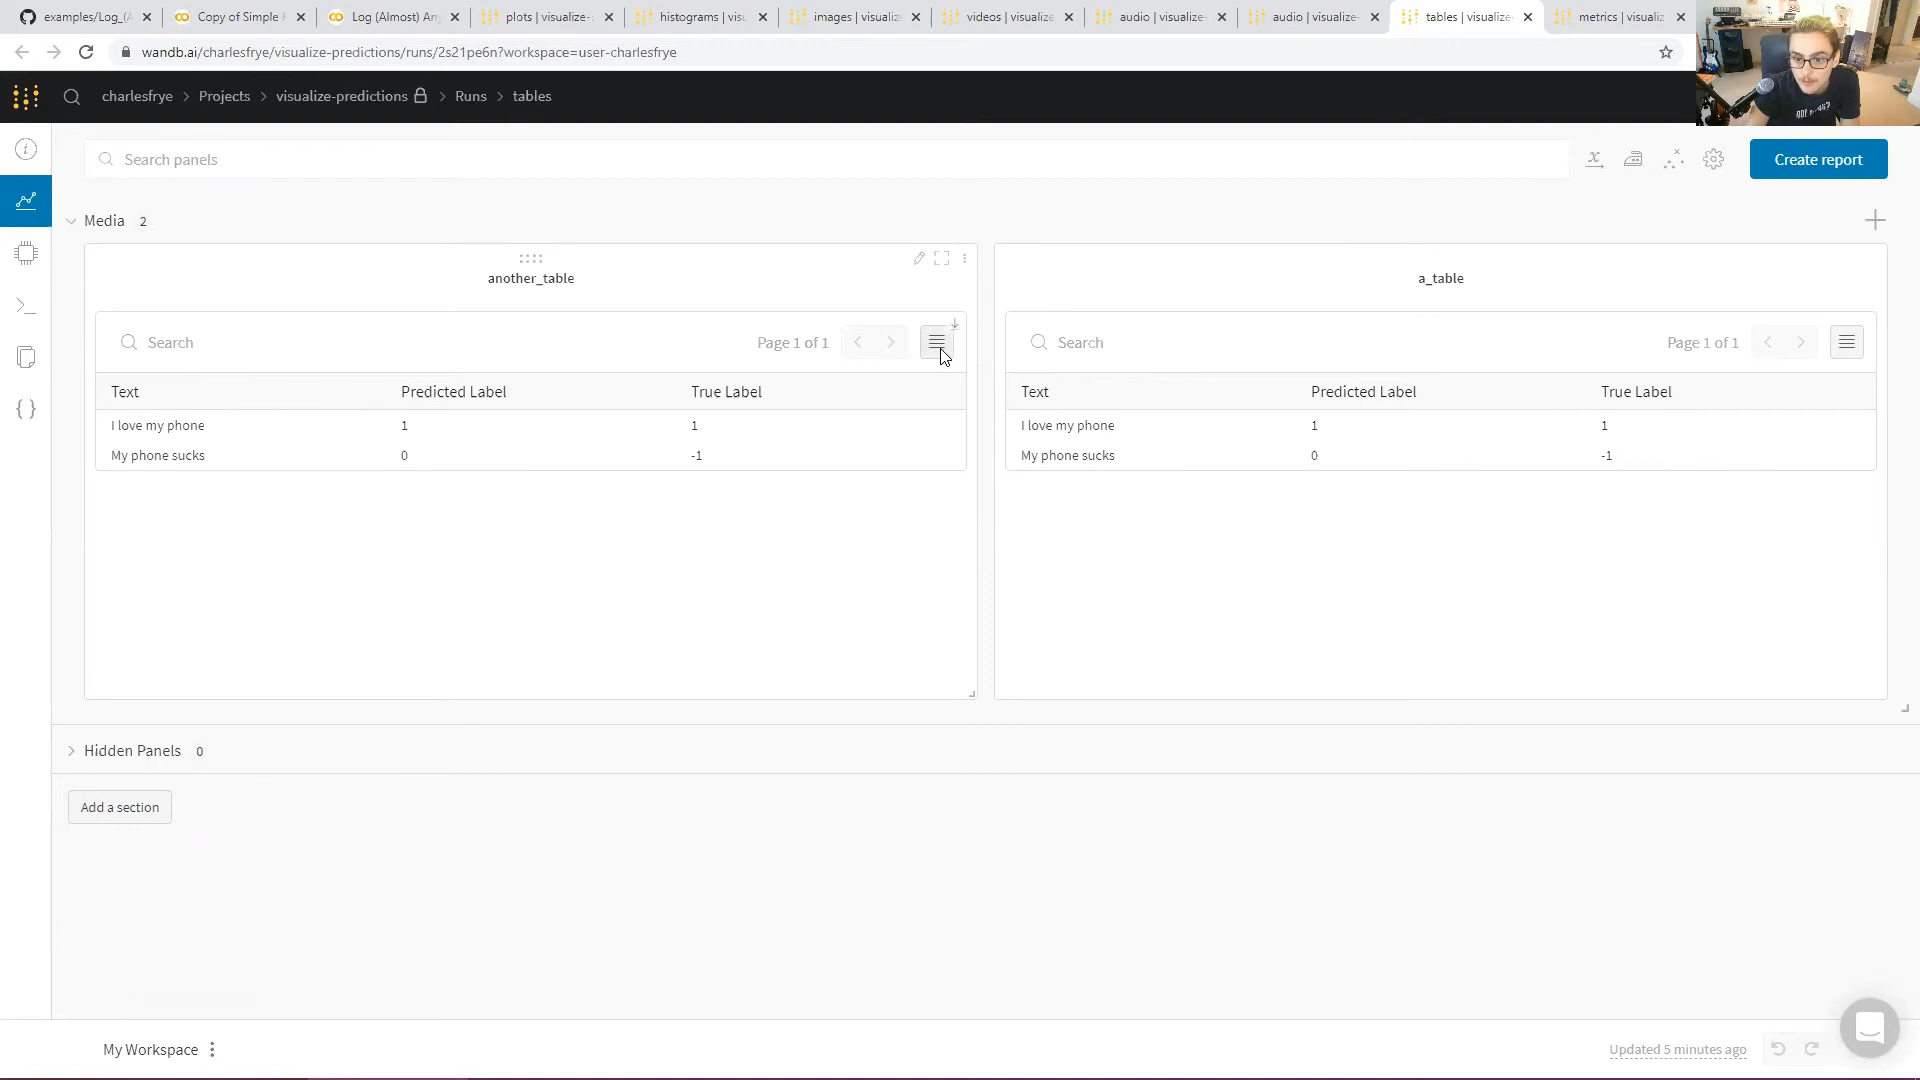 examples/Log_(A
Copy of Simple
Log (Almost) An
plots | visualize-
histograms | visu
images | visualize
videos | visualize
audio | visualize-
audio | visualize-
tables | visualize-
metrics | visualiz
wandb.ai/charlesfrye/visualize-predictions/runs/2s21pe6n?workspace=user-charlesfrye
charlesfrye > Projects > visualize-predictions > Runs > tables
Search panels
Create report
Media 2
another_table
Search
Page 1 of 1
Text Predicted Label True Label
I love my phone 1 1
My phone sucks 0 -1
a_table
Search
Page 1 of 1
Text Predicted Label True Label
I love my phone 1 1
My phone sucks 0 -1
Hidden Panels 0
Add a section
My Workspace
Updated 5 minutes ago